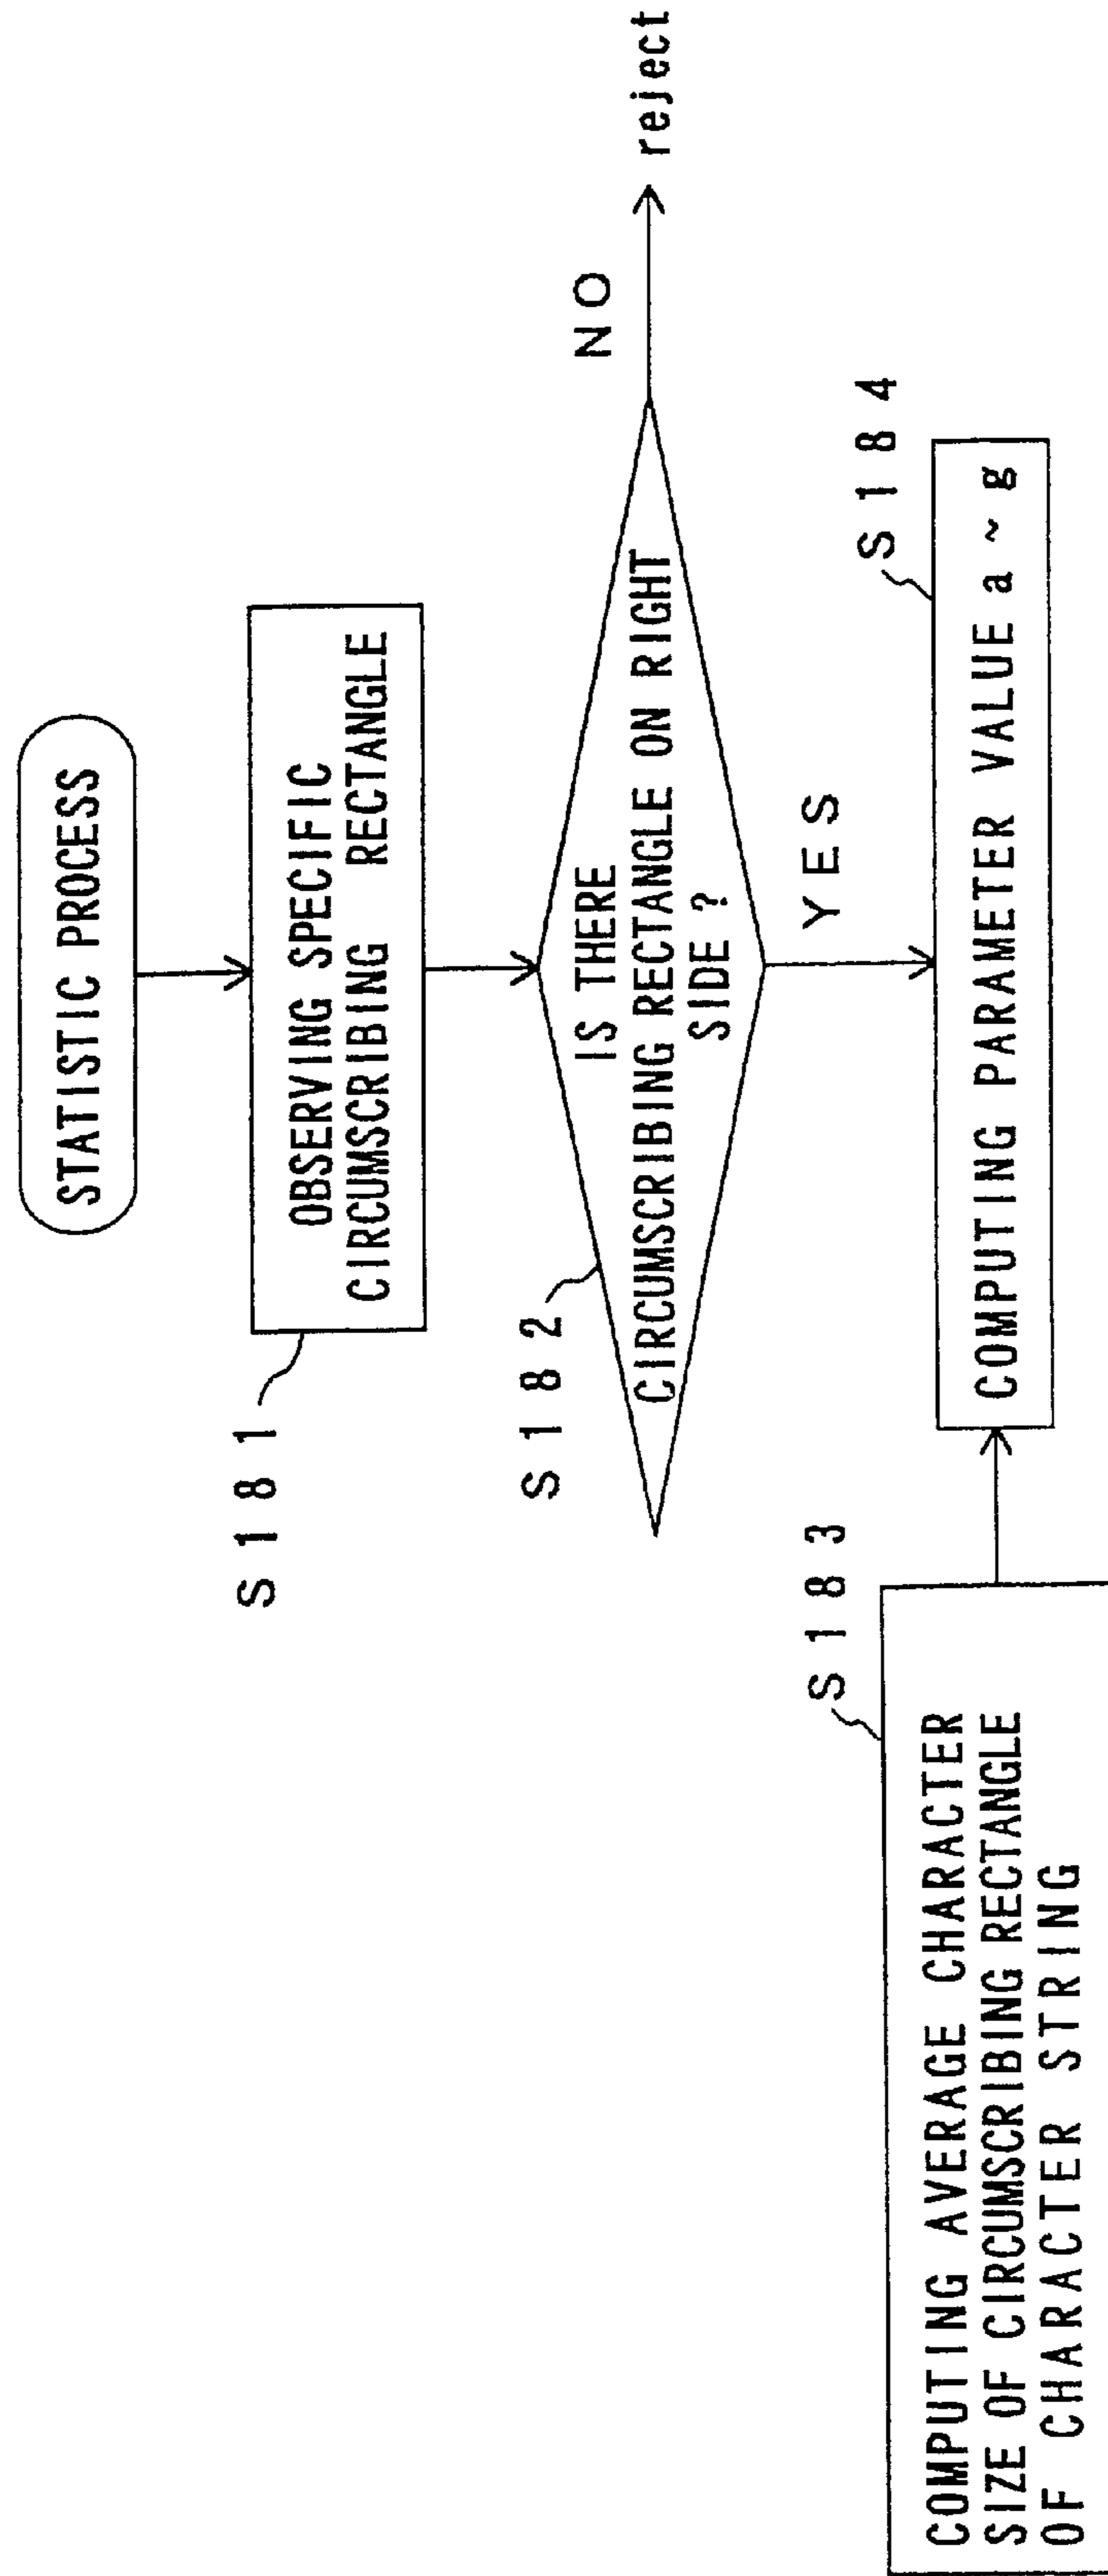 STATISTIC PROCESS
S181
OBSERVING SPECIFIC
CIRCUMSCRIBING RECTANGLE
S182
IS THERE
CIRCUMSCRIBING RECTANGLE ON RIGHT
SIDE ?
NO
reject
YES
S183
COMPUTING AVERAGE CHARACTER
SIZE OF CIRCUMSCRIBING RECTANGLE
OF CHARACTER STRING
S184
COMPUTING PARAMETER VALUE a ~ g